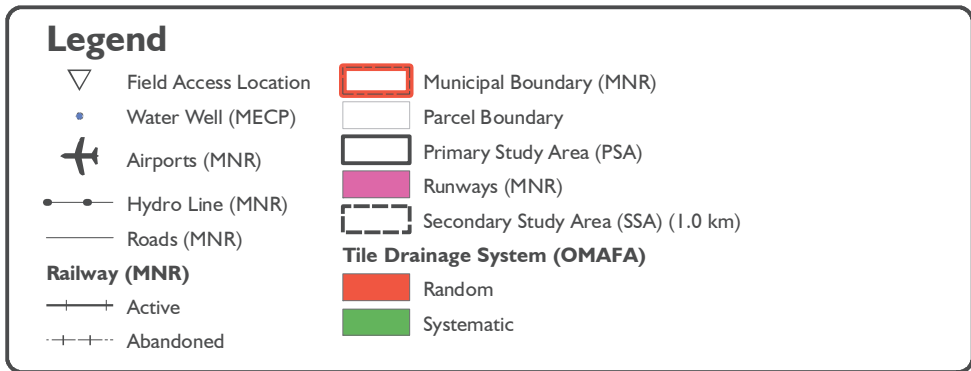 Legend
Field Access Location
Water Well (MECP)
Airports (MNR)
Hydro Line (MNR)
Roads (MNR)
Railway (MNR)
Active
Abandoned
Municipal Boundary (MNR)
Parcel Boundary
Primary Study Area (PSA)
Runways (MNR)
Secondary Study Area (SSA) (1.0 km)
Tile Drainage System (OMAFA)
Random
Systematic